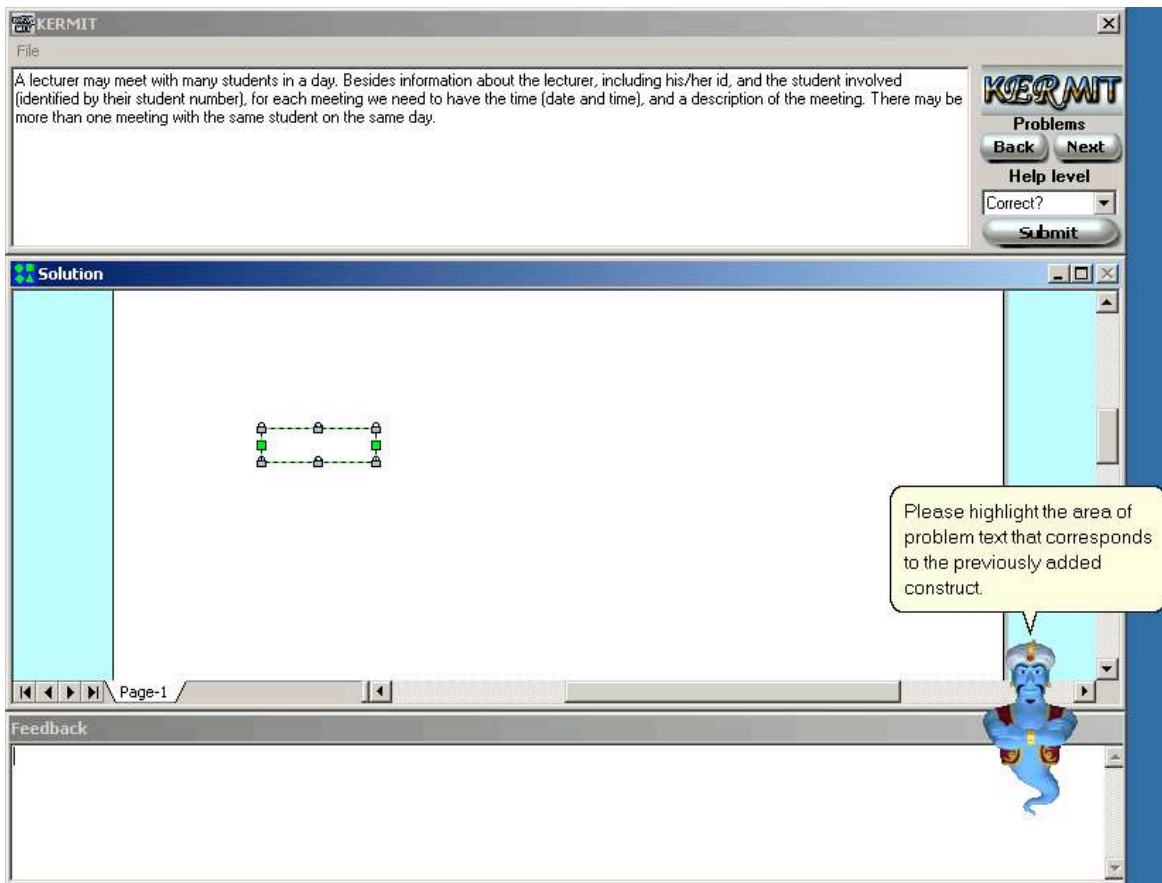 KERMIT
File
A lecturer may meet with many students in a day. Besides information about the lecturer, including his/her id, and the student involved
(identified by their student number), for each meeting we need to have the time (date and time), and a description of the meeting. There may be
more than one meeting with the same student on the same day.
KERMIT
Problems
Back Next
Help level
Correct?
Submit
Solution
Please highlight the area of
problem text that corresponds
to the previously added
construct.
Page-1
Feedback